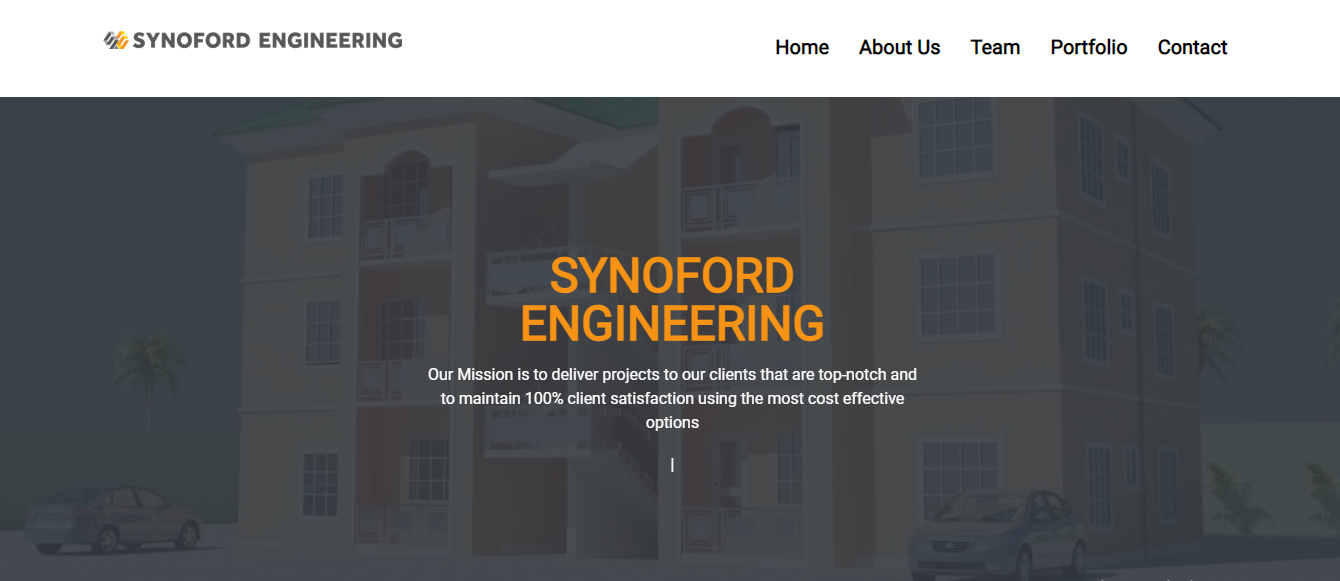 SYNOFORD ENGINEERING
Home About Us Team Portfolio Contact
SYNOFORD
ENGINEERING
Our Mission is to deliver projects to our clients that are top-notch and
to maintain 100% client satisfaction using the most cost effective
options
|